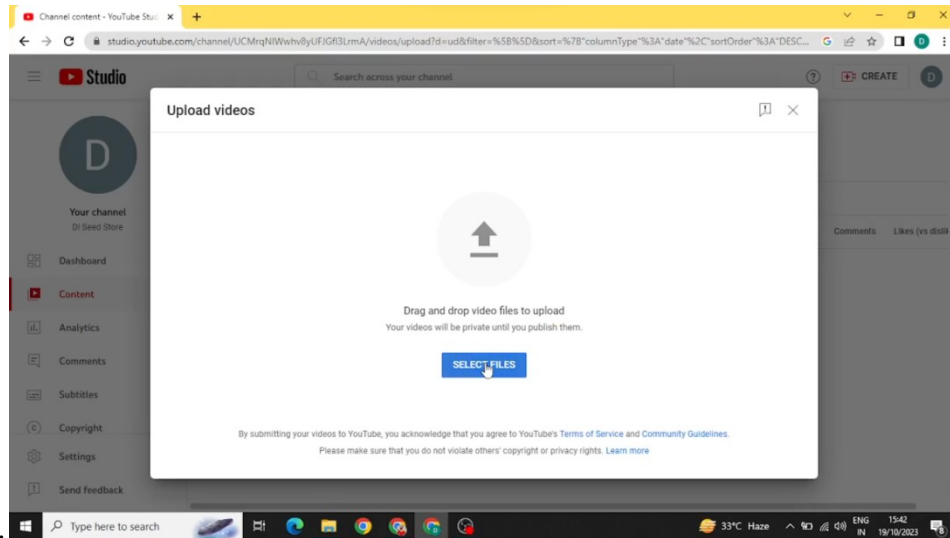 Channel content - YouTube Stud
studio.youtube.com/channel/UCMrqNIWwhv8yUFJGfl3LrmA/videos/upload?d=ud&filter=%5B%5D&sort=%7B"columnType"%3A"date"%2C"sortOrder"%3A"DESC...
Studio
Search across your channel
CREATE
D
Upload videos
D
Your channel
DI Seed Store
Comments Likes (vs dislik
Dashboard
Content
Analytics
Comments
Subtitles
Copyright
Settings
Send feedback
Drag and drop video files to upload
Your videos will be private until you publish them.
SELECT FILES
By submitting your videos to YouTube, you acknowledge that you agree to YouTube's Terms of Service and Community Guidelines.
Please make sure that you do not violate others' copyright or privacy rights. Learn more
Type here to search
33°C Haze
ENG
IN
15:42
19/10/2023